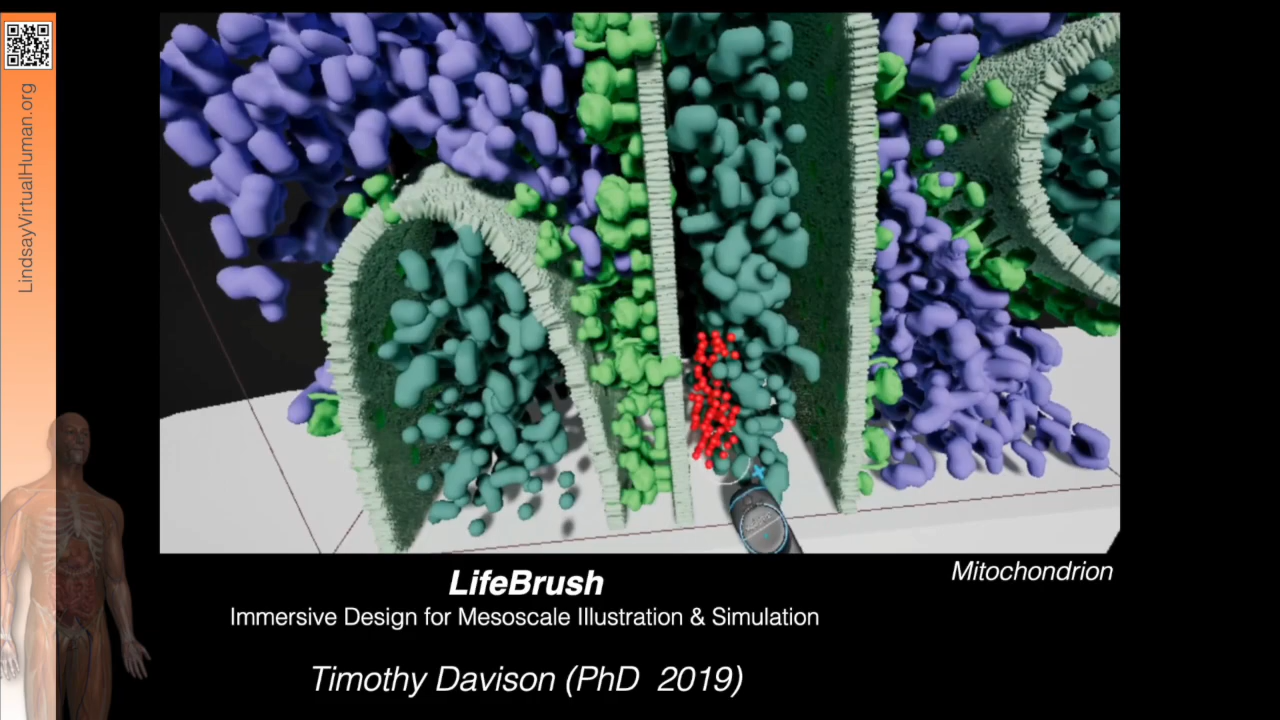 LindsayVirtualHuman.org
Mitochondrion
LifeBrush
Immersive Design for Mesoscale Illustration & Simulation
Timothy Davison (PhD 2019)